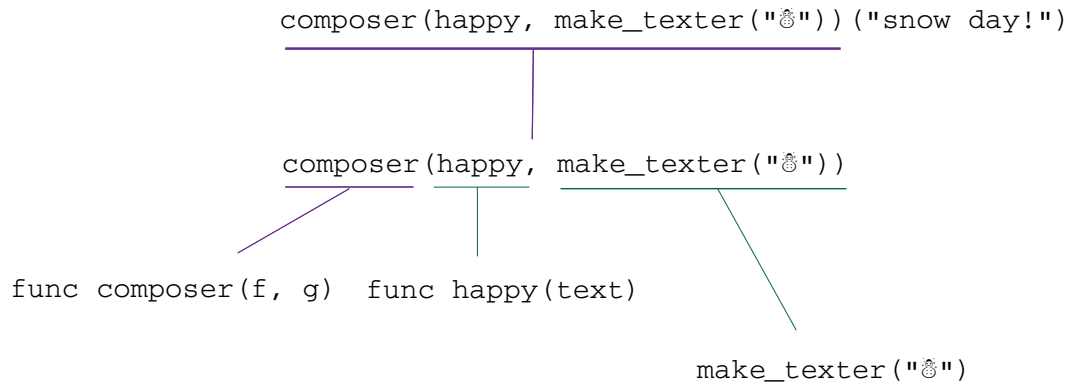 composer(happy, make_texter("☃"))("snow day!")
composer(happy, make_texter("☃"))
func composer(f, g) func happy(text)
make_texter("☃")